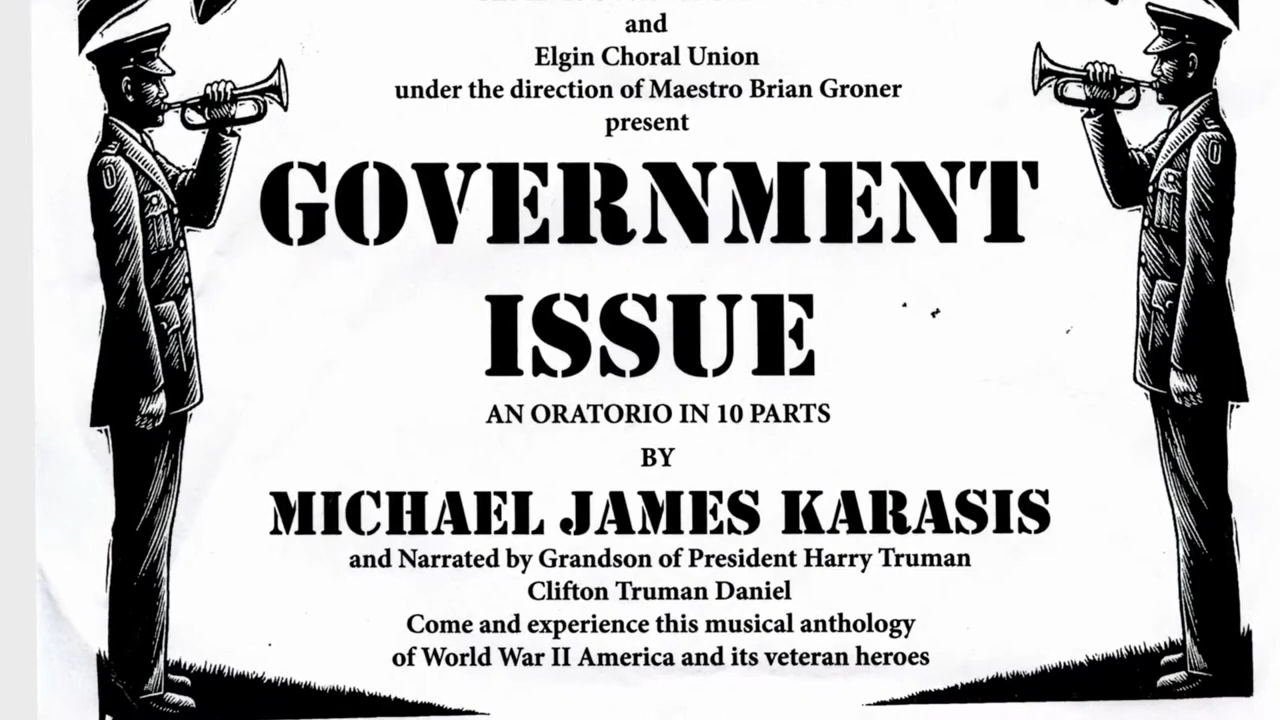 and
Elgin Choral Union
under the direction of Maestro Brian Groner
present
GOVERNMENT
ISSUE
AN ORATORIO IN 10 PARTS
BY
MICHAEL JAMES KARASIS
and Narrated by Grandson of President Harry Truman
Clifton Truman Daniel
Come and experience this musical anthology
of World War II America and its veteran heroes